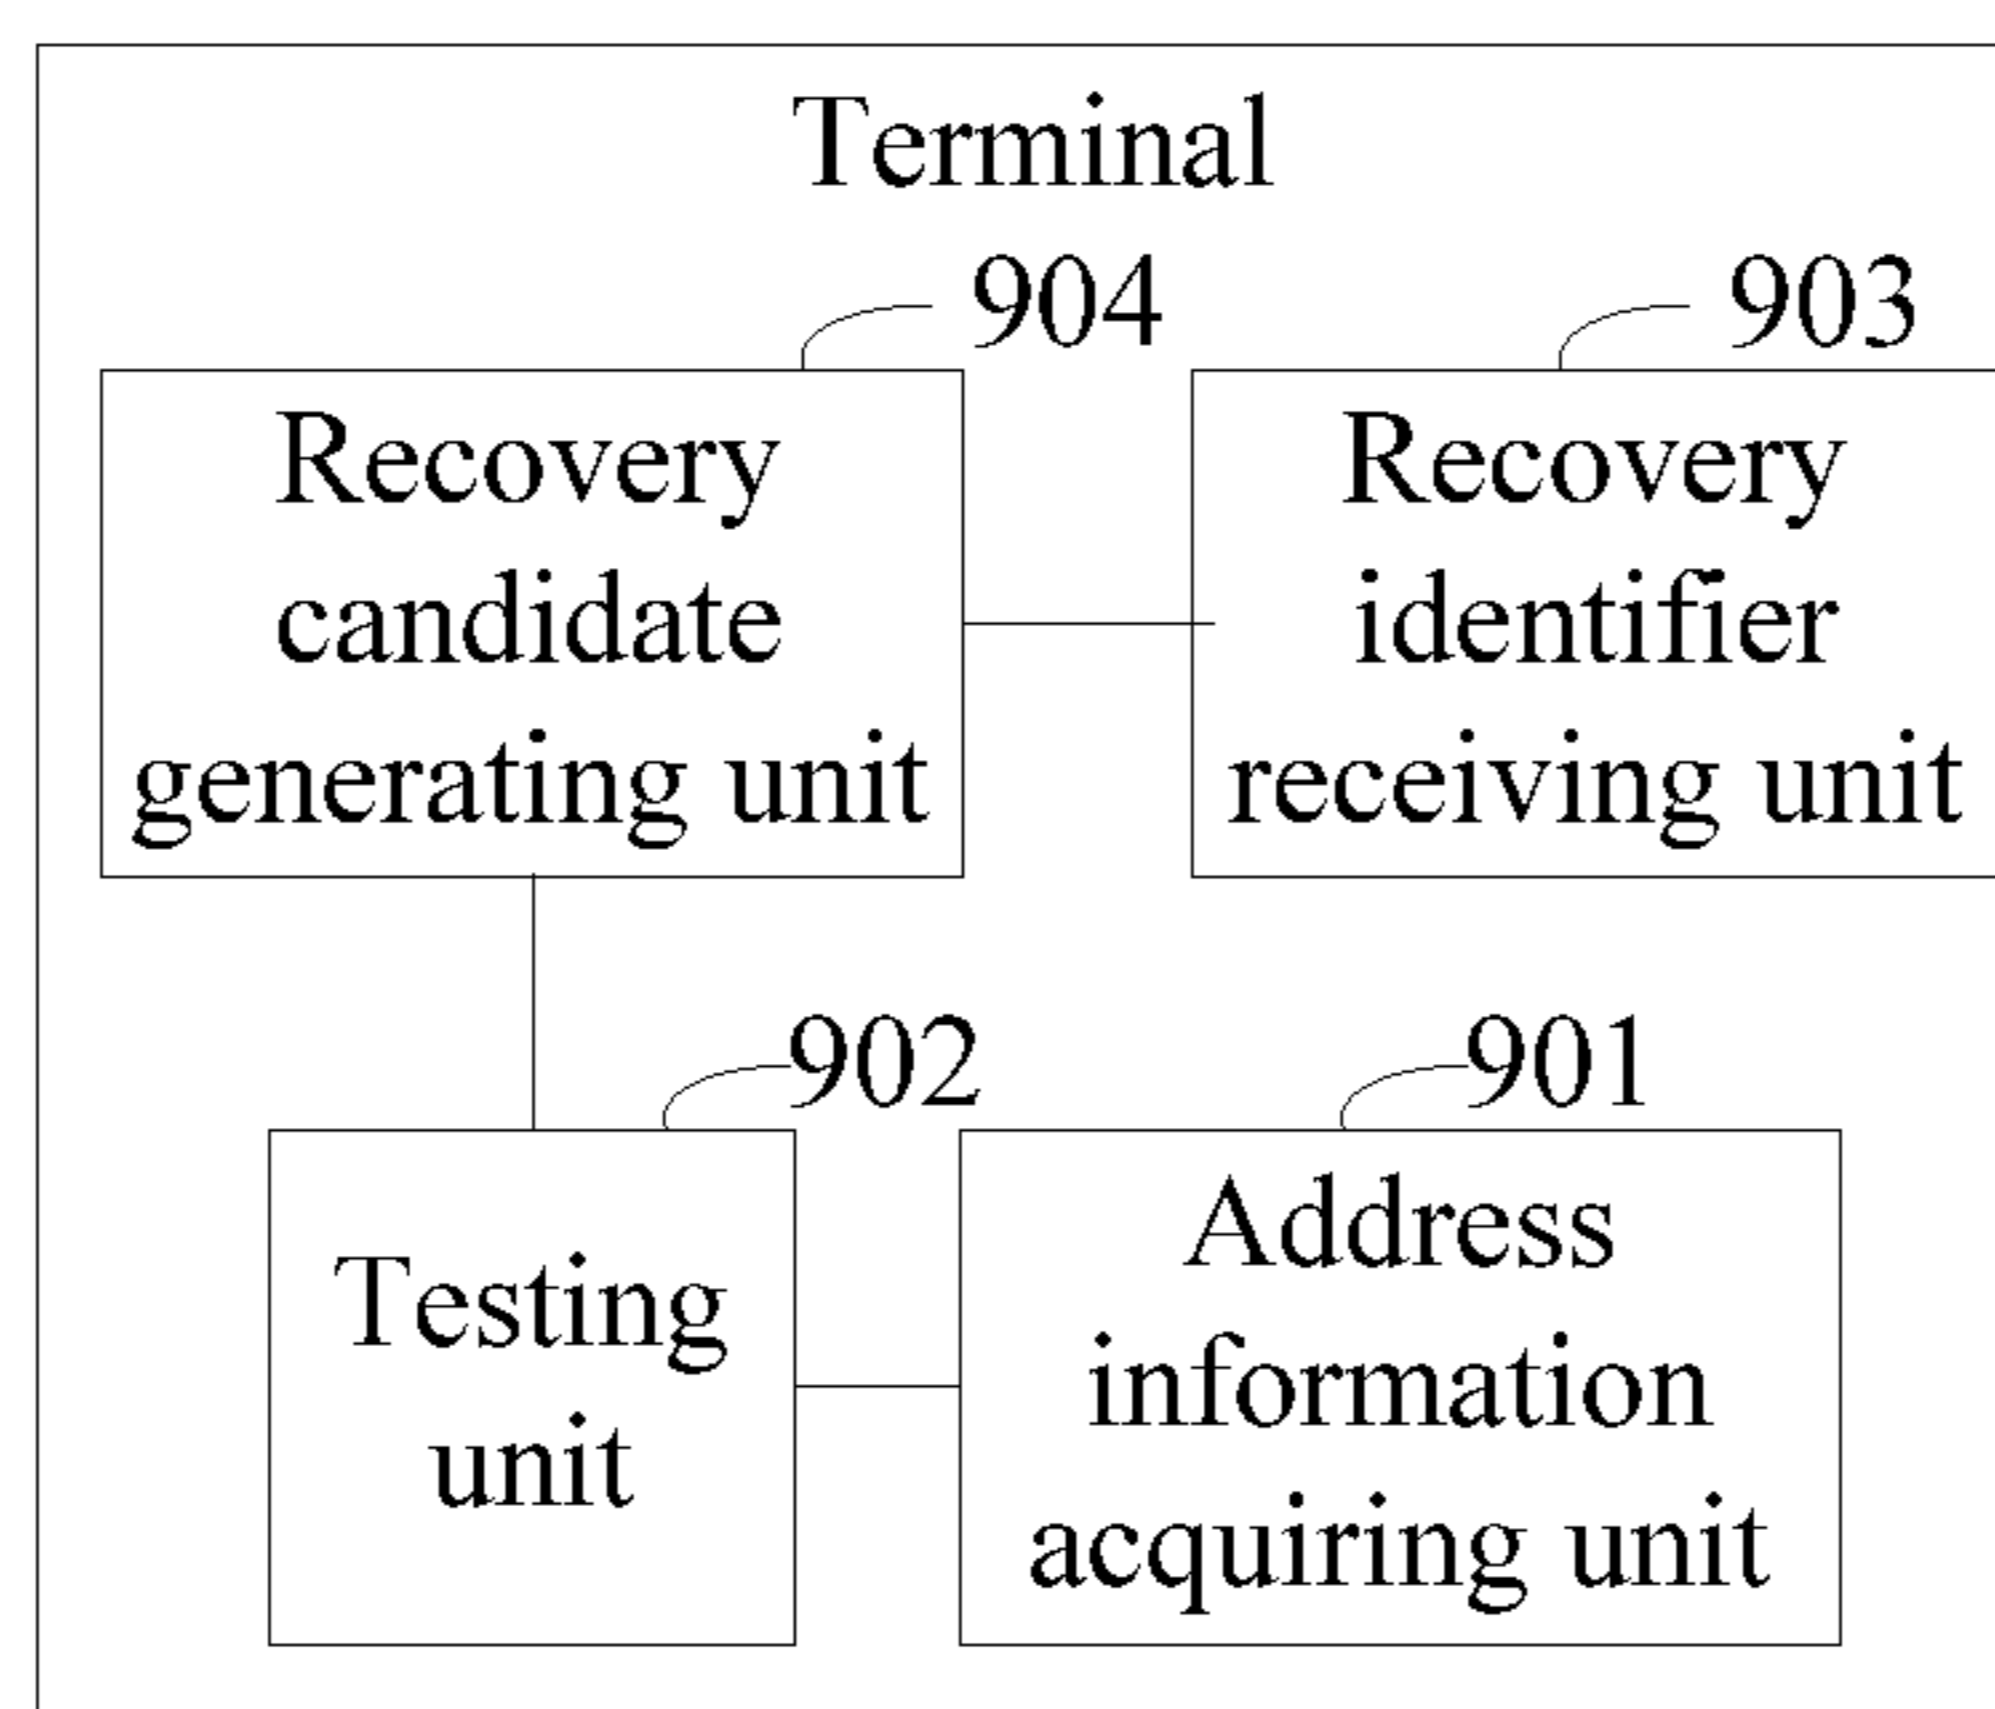 Terminal
904
903
Recovery
candidate
generating unit
Recovery
identifier
receiving unit
902
901
Testing
unit
Address
information
acquiring unit